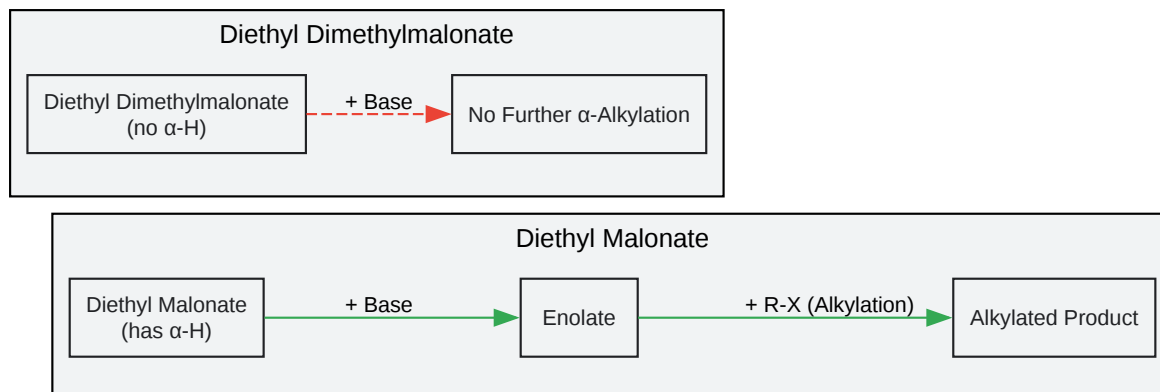 Diethyl Dimethylmalonate
Diethyl Dimethylmalonate
(no α-H)
+ Base
No Further α-Alkylation
Diethyl Malonate
Diethyl Malonate
(has α-H)
+ Base
Enolate
+ R-X (Alkylation)
Alkylated Product